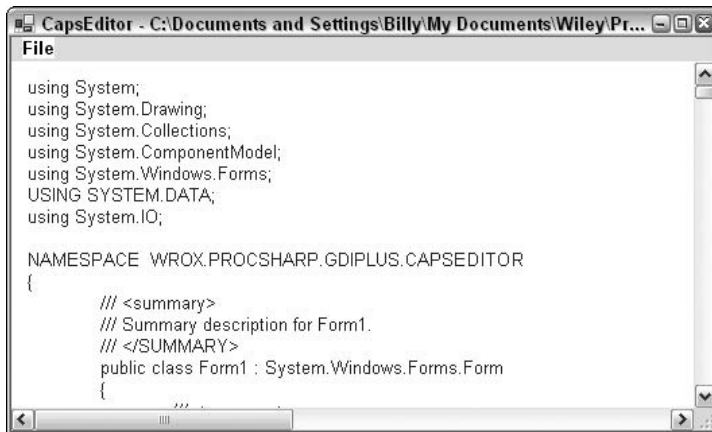 CapsEditor - C:\Documents and Settings\Billy\My Documents\Wiley\Pr...
File
using System;
using System.Drawing;
using System.Collections;
using System.ComponentModel;
using System.Windows.Forms;
USING SYSTEM.DATA;
using System.IO;
NAMESPACE WROX.PROCSHARP.GDIPLUS.CAPSEDITOR
{
/// <summary>
/// Summary description for Form1.
/// </SUMMARY>
public class Form1 : System.Windows.Forms.Form
{